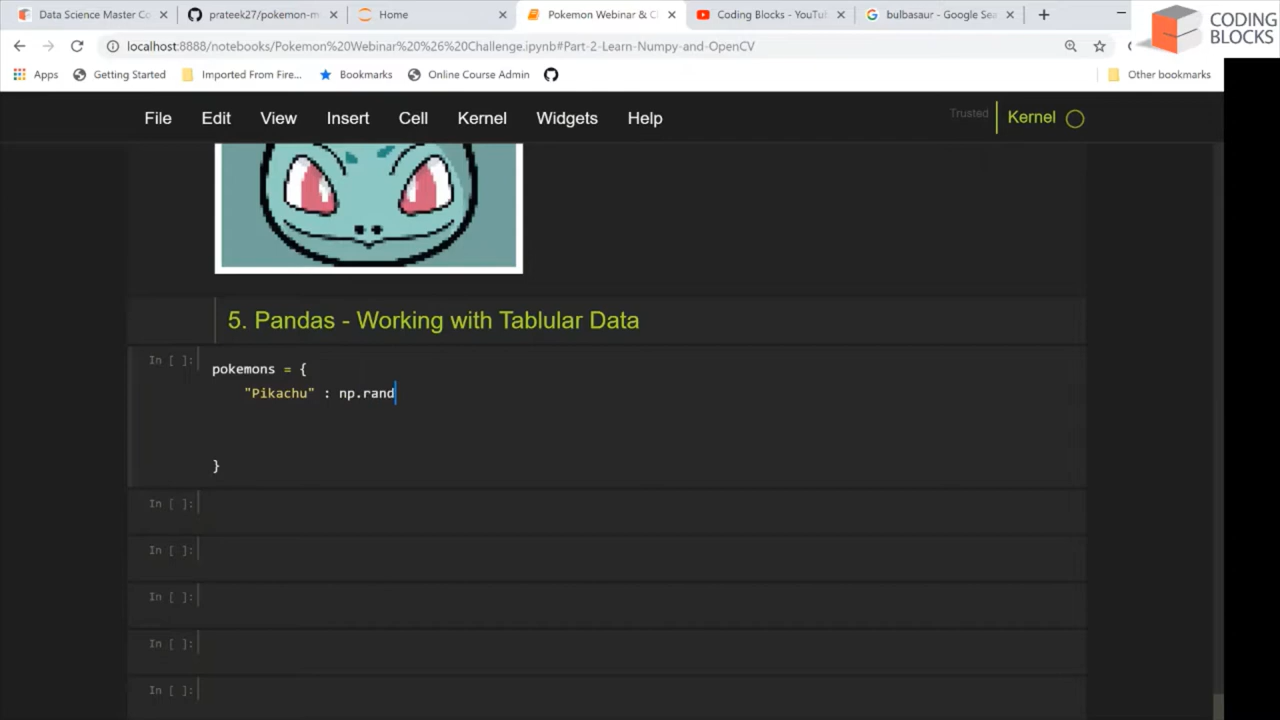 Data Science Master Co
prateek27/pokemon-m
Home
Pokemon Webinar & C
Coding Blocks - YouTu
bulbasaur - Google Sea
CODING
BLOCKS
localhost:8888/notebooks/Pokemon%20Webinar%20%26%20Challenge.ipynb#Part-2-Learn-Numpy-and-OpenCV
Apps
Getting Started
Imported From Fire...
Bookmarks
Online Course Admin
Other bookmarks
File
Edit
View
Insert
Cell
Kernel
Widgets
Help
Trusted
Kernel
5. Pandas - Working with Tablular Data
In [ ]:
pokemons = {
"Pikachu" : np.rand
}
In [ ]:
In [ ]:
In [ ]:
In [ ]:
In [ ]: